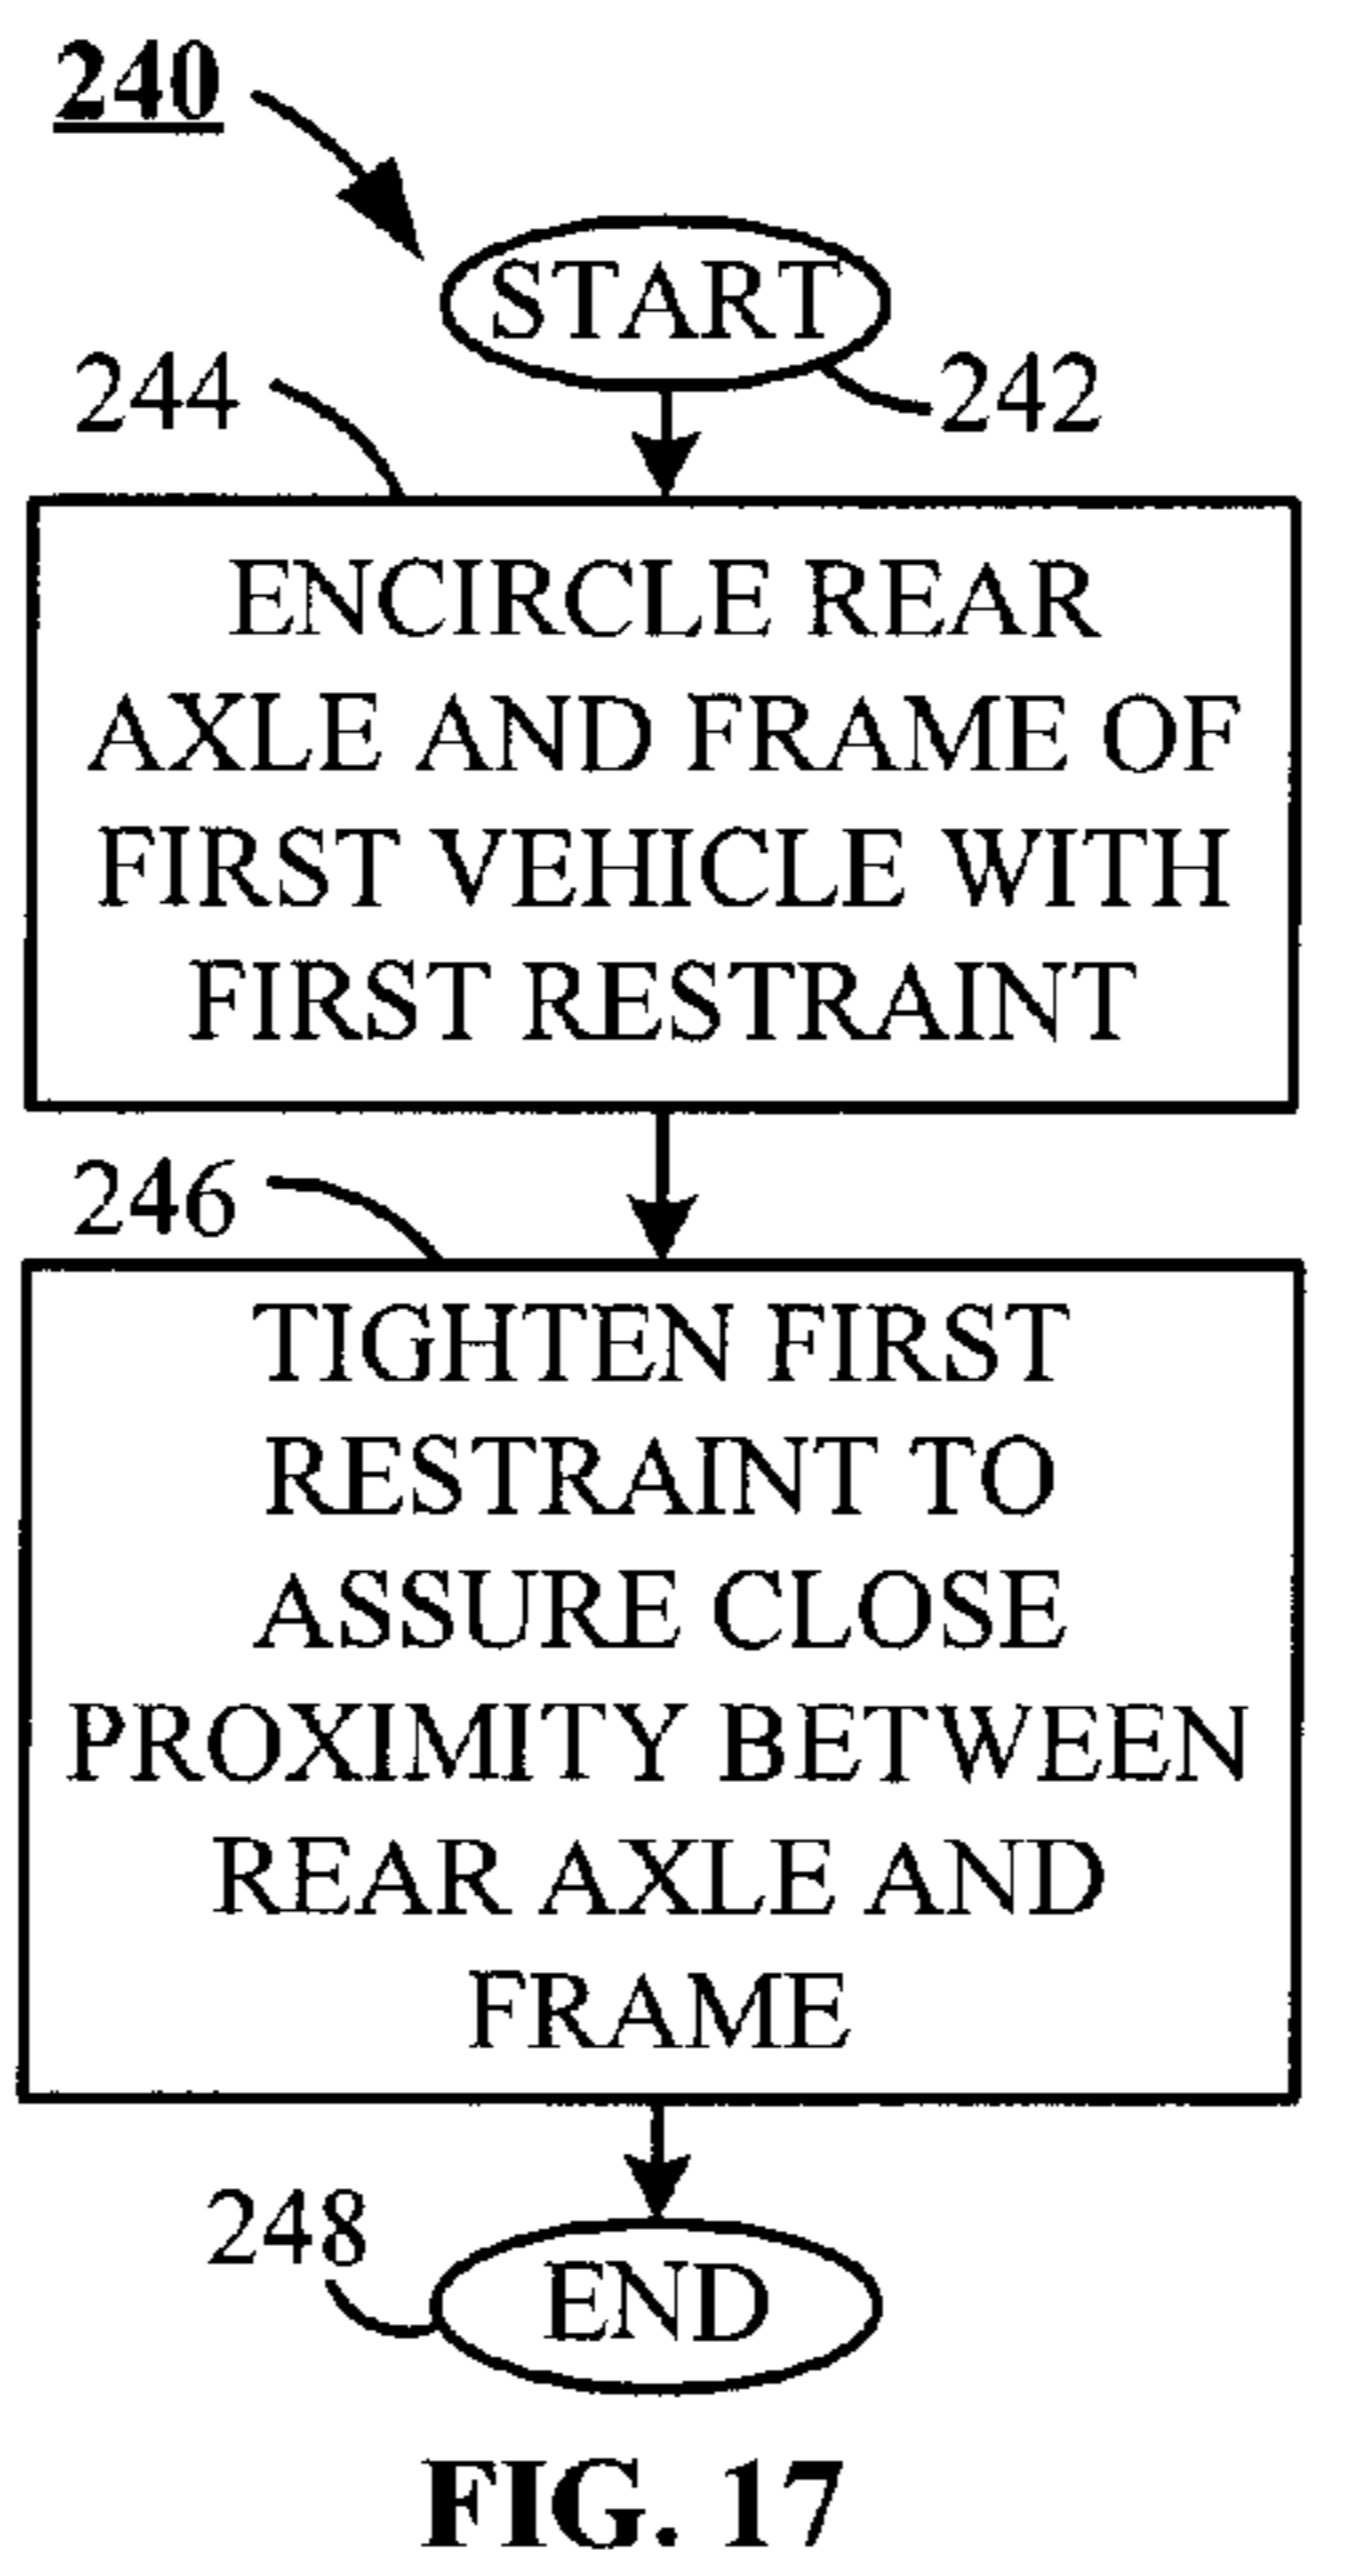 240
START
244
242
ENCIRCLE REAR
AXLE AND FRAME OF
FIRST VEHICLE WITH
FIRST RESTRAINT
246
TIGHTEN FIRST
RESTRAINT TO
ASSURE CLOSE
PROXIMITY BETWEEN
REAR AXLE AND
FRAME
248
END
FIG. 17